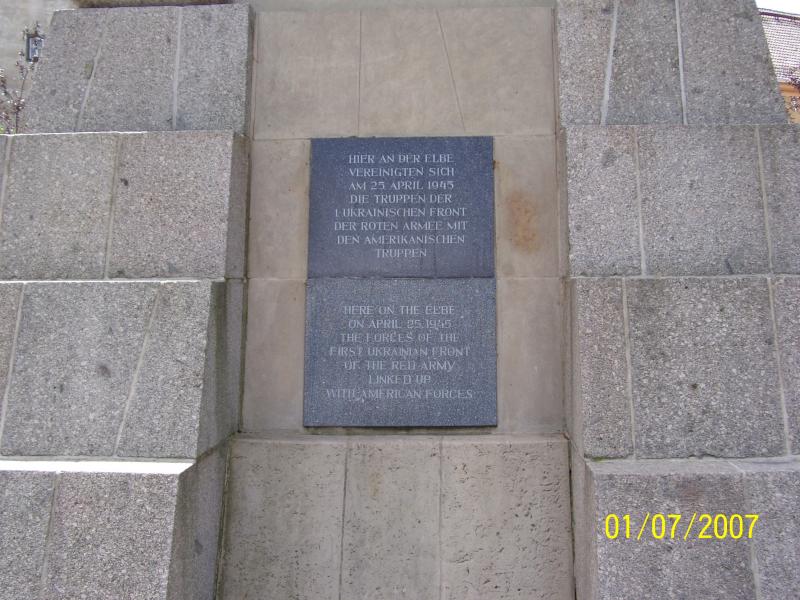 HIER AN DER ELBE
VEREINIGTEN SICH
AM 25 APRIL 1945
DIE TRUPPEN DER
1. UKRAINISCHEN FRONT
DER ROTEN ARMEE MIT
DEN AMERIKANISCHEN
TRUPPEN
HERE ON THE ELBE
ON APRIL 25, 1945
THE FORCES OF THE
FIRST UKRAINIAN FRONT
OF THE RED ARMY
LINKED UP
WITH AMERICAN FORCES
01/07/2007